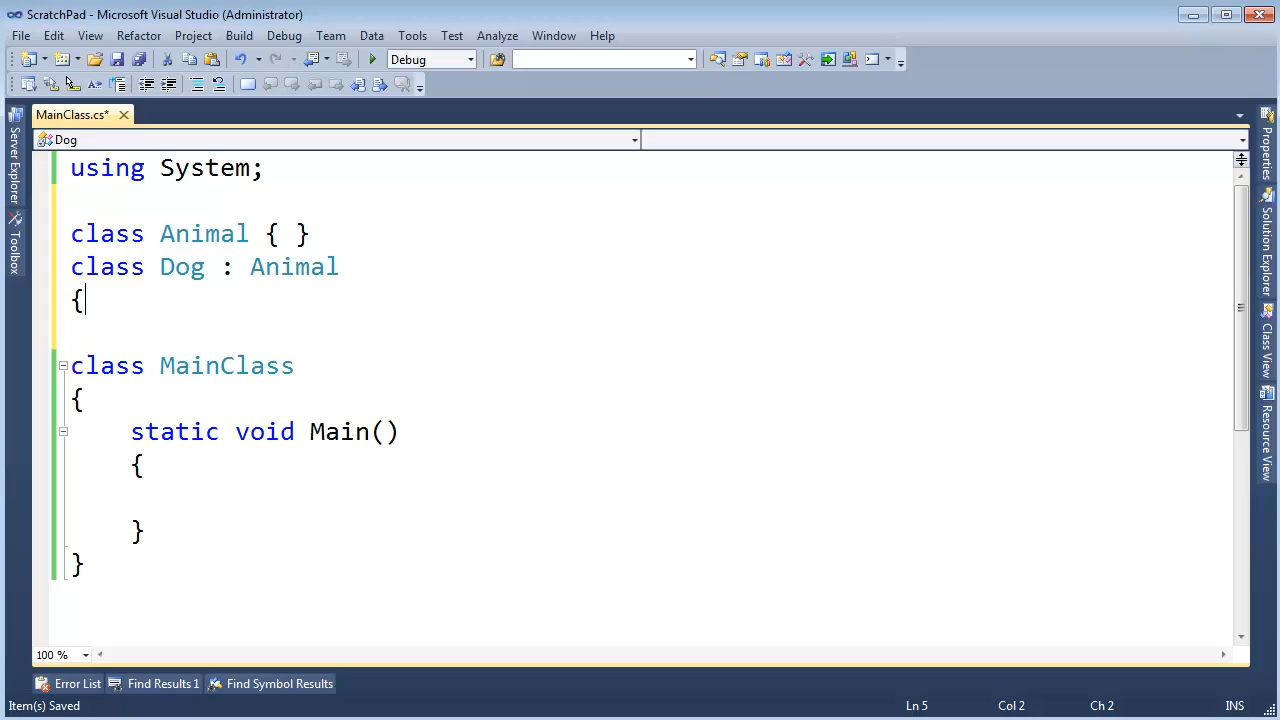 ScratchPad - Microsoft Visual Studio (Administrator)
File Edit View Refactor Project Build Debug Team Data Tools Test Analyze Window Help
Debug
MainClass.cs*
Dog
using System;
class Animal { }
class Dog : Animal
{
class MainClass
{
static void Main()
{
}
}
Server Explorer
Toolbox
Properties
Solution Explorer
Class View
Resource View
100 %
Error List Find Results 1 Find Symbol Results
Item(s) Saved Ln 5 Col 2 Ch 2 INS